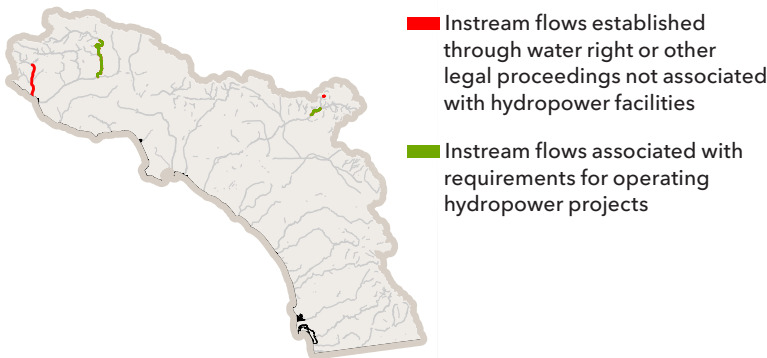 Instream flows established
through water right or other
legal proceedings not associated
with hydropower facilities
Instream flows associated with
requirements for operating
hydropower projects